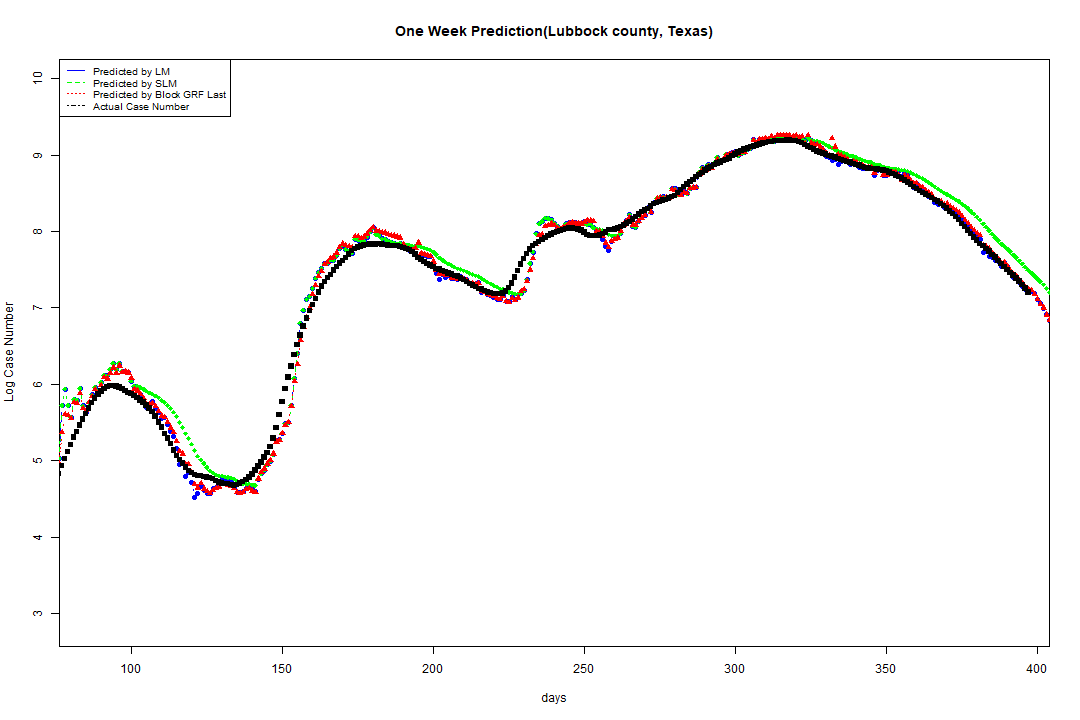 One Week Prediction(Lubbock county, Texas)
Predicted by LM
Predicted by SLM
Predicted by Block GRF Last
Actual Case Number
10
9
8
7
6
5
4
3
Log Case Number
100 150 200 250 300 350 400
days